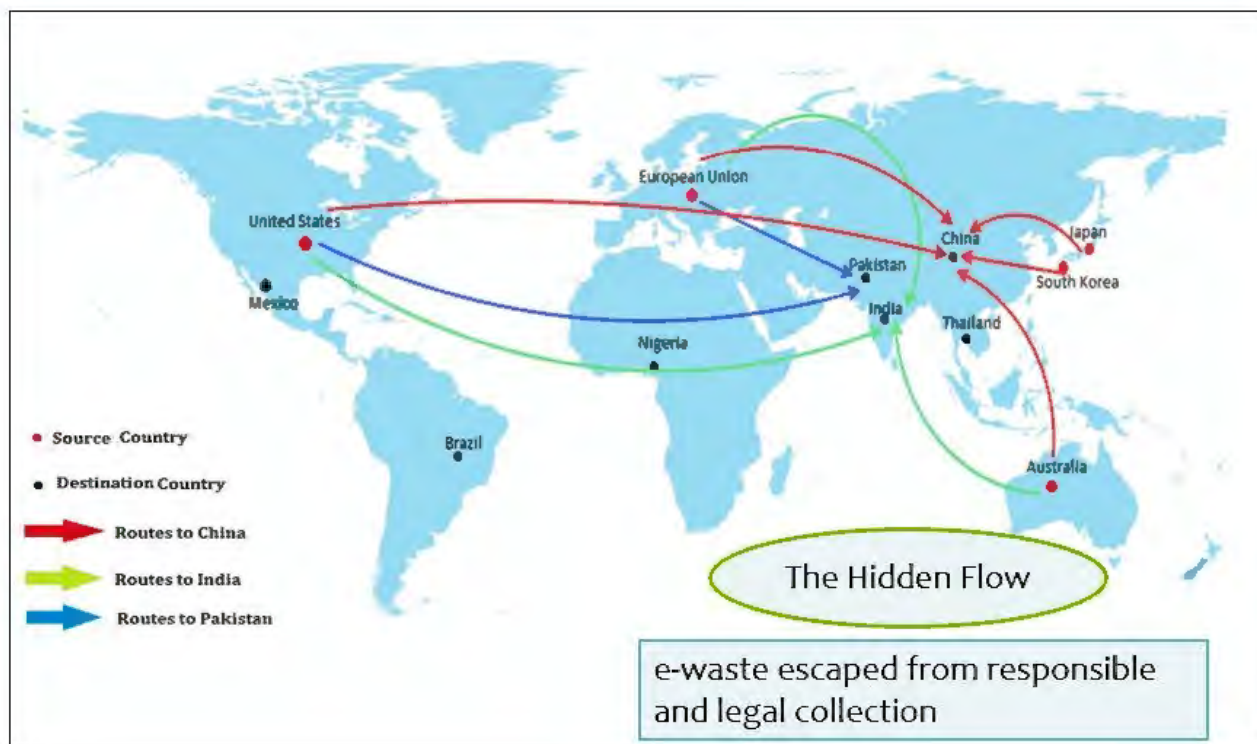 European Union
United States
China
Japan
Pakistan
South Korea
Mexico
India
Thailand
Nigeria
Brazil
Australia
Source Country
Destination Country
Routes to China
Routes to India
Routes to Pakistan
The Hidden Flow
e-waste escaped from responsible
and legal collection